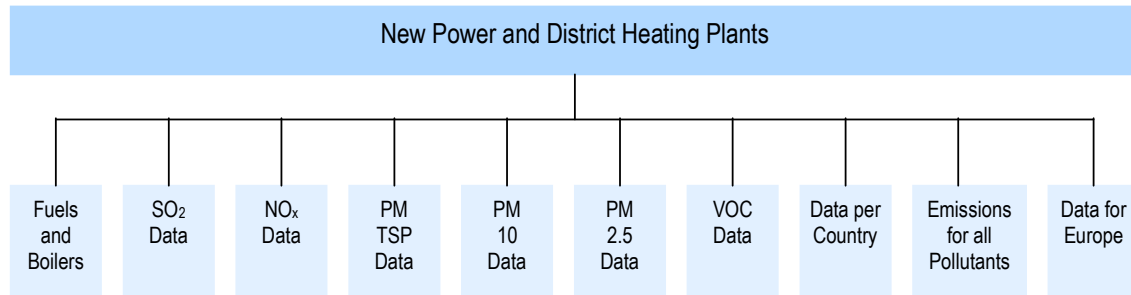 New Power and District Heating Plants
Fuels
and
Boilers
SO₂
Data
NOₓ
Data
PM
TSP
Data
PM
10
Data
PM
2.5
Data
VOC
Data
Data per
Country
Emissions
for all
Pollutants
Data for
Europe